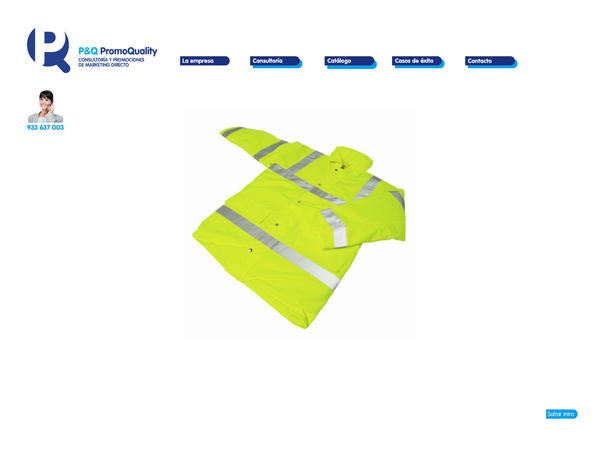 P&Q PromoQuality
CONSULTORÍA Y PROMOCIONES
DE MARKETING DIRECTO
La empresa
Consultoría
Catálogo
Casos de éxito
Contacto
933 637 003
Saltar intro